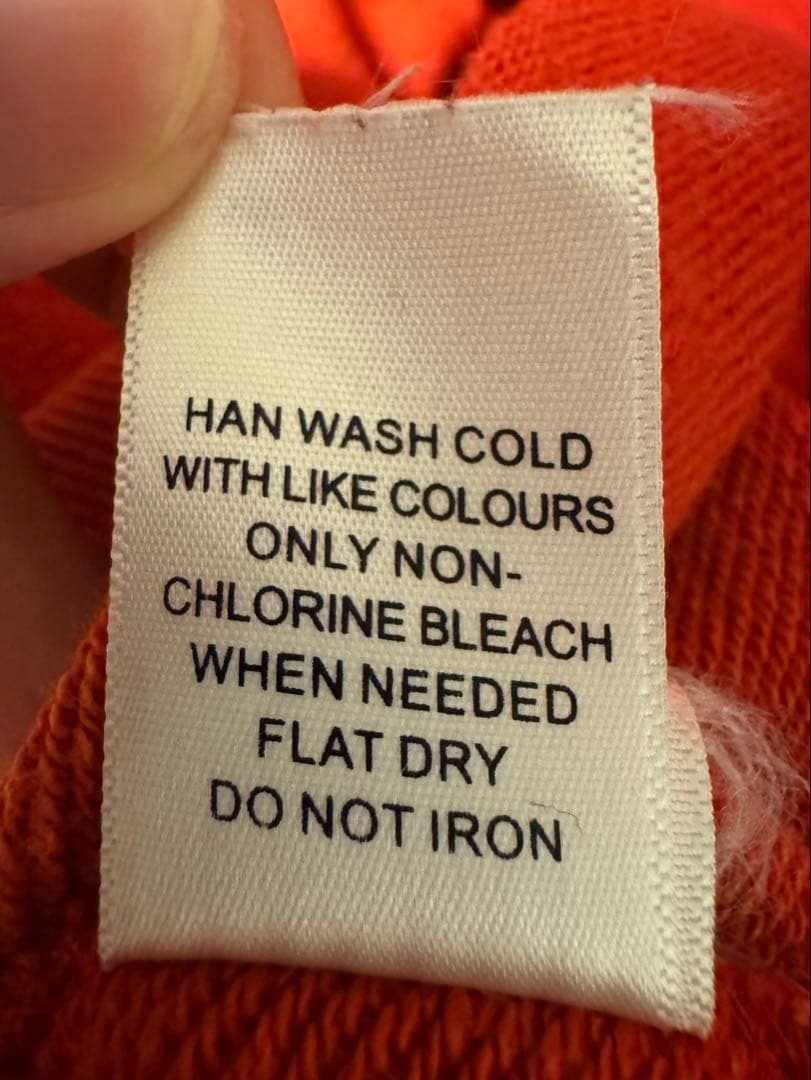 HAN WASH COLD
WITH LIKE COLOURS
ONLY NON-
CHLORINE BLEACH
WHEN NEEDED
FLAT DRY
DO NOT IRON